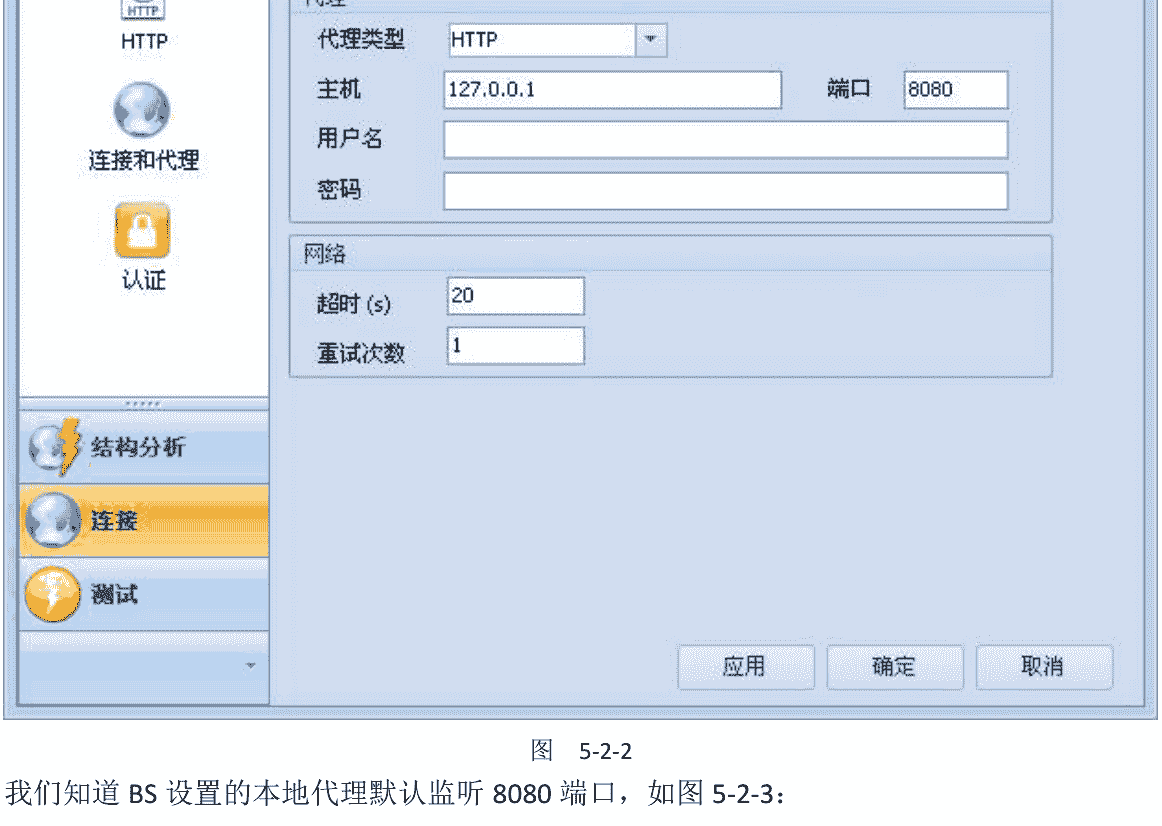 HTTP
HTTP
连接和代理
认证
代理
代理类型 HTTP
主机 127.0.0.1 端口 8080
用户名
密码
网络
超时 (s) 20
重试次数 1
结构分析
连接
测试
应用 确定 取消
图 5-2-2
我们知道 BS 设置的本地代理默认监听 8080 端口，如图 5-2-3：